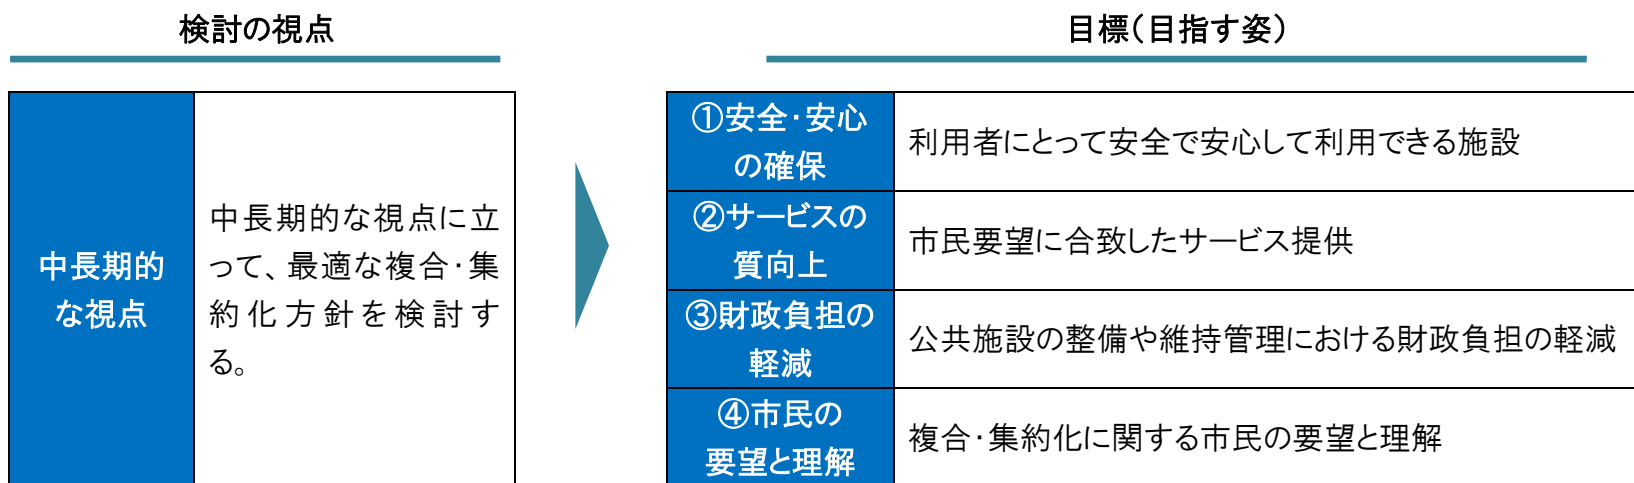 検討の視点
目標(目指す姿)
中長期的
な視点
中長期的な視点に立
って、最適な複合・集
約化方針を検討す
る。
①安全・安心
の確保
利用者にとって安全で安心して利用できる施設
②サービスの
質向上
市民要望に合致したサービス提供
③財政負担の
軽減
公共施設の整備や維持管理における財政負担の軽減
④市民の
要望と理解
複合・集約化に関する市民の要望と理解